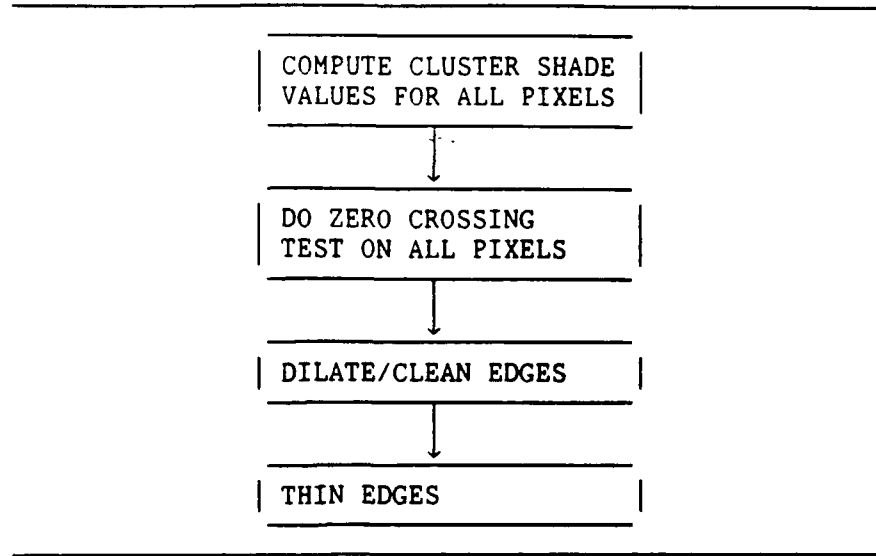 COMPUTE CLUSTER SHADE
VALUES FOR ALL PIXELS
DO ZERO CROSSING
TEST ON ALL PIXELS
DILATE/CLEAN EDGES
THIN EDGES